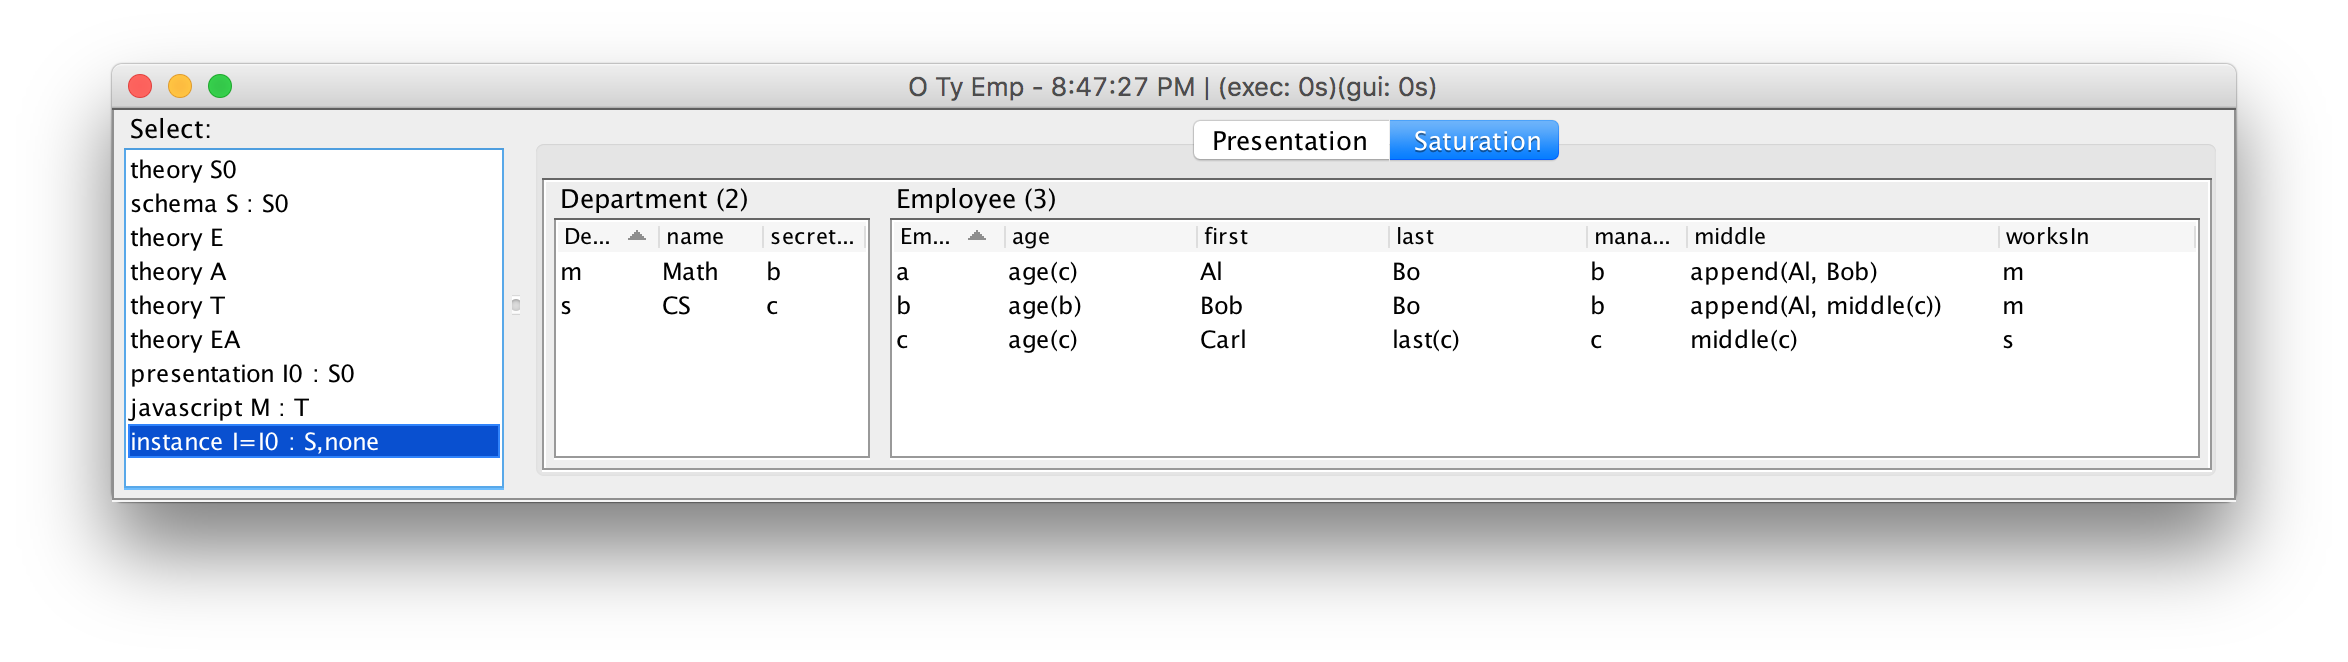 O Ty Emp - 8:47:27 PM | (exec: 0s)(gui: 0s)
Select:
theory S0
schema S : S0
theory E
theory A
theory T
theory EA
presentation I0 : S0
javascript M : T
instance I=I0 : S,none
Presentation Saturation
Department (2)
De... name secret...
m Math b
s CS c
Employee (3)
Em... age first last mana... middle worksIn
a age(c) Al Bo b append(Al, Bob) m
b age(b) Bob Bo b append(Al, middle(c)) m
c age(c) Carl last(c) c middle(c) s